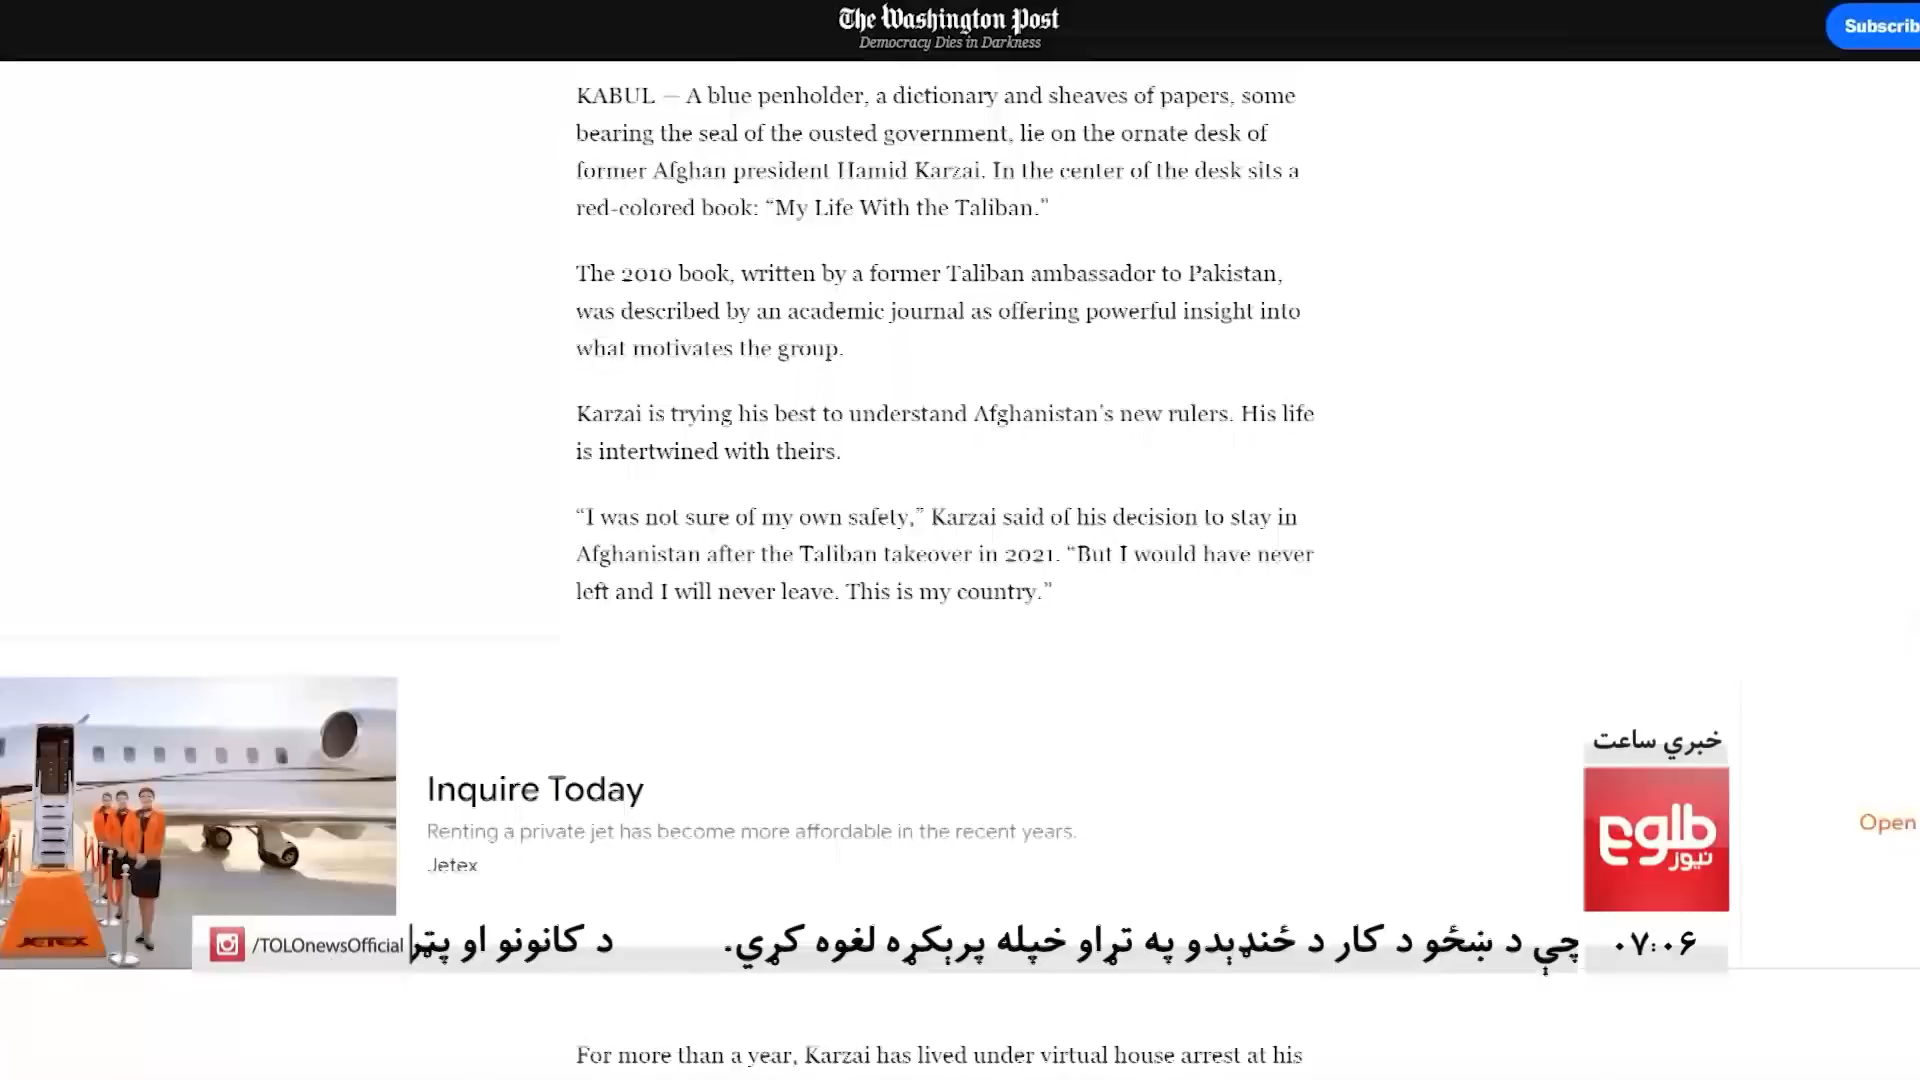 The Washington Post
Democracy Dies in Darkness
Subscrib
KABUL — A blue penholder, a dictionary and sheaves of papers, some
bearing the seal of the ousted government, lie on the ornate desk of
former Afghan president Hamid Karzai. In the center of the desk sits a
red-colored book: “My Life With the Taliban.”
The 2010 book, written by a former Taliban ambassador to Pakistan,
was described by an academic journal as offering powerful insight into
what motivates the group.
Karzai is trying his best to understand Afghanistan's new rulers. His life
is intertwined with theirs.
“I was not sure of my own safety,” Karzai said of his decision to stay in
Afghanistan after the Taliban takeover in 2021. “But I would have never
left and I will never leave. This is my country.”
JETEX
Inquire Today
Renting a private jet has become more affordable in the recent years.
Jetex
Open
خبري ساعت
طلوع
نيوز
/TOLOnewsOfficial
چې د ښځو د کار د ځنډېدو په تړاو خپله پرېکړه لغوه کړي. د کانونو او پټر
۰۷:۰۶
For more than a year, Karzai has lived under virtual house arrest at his